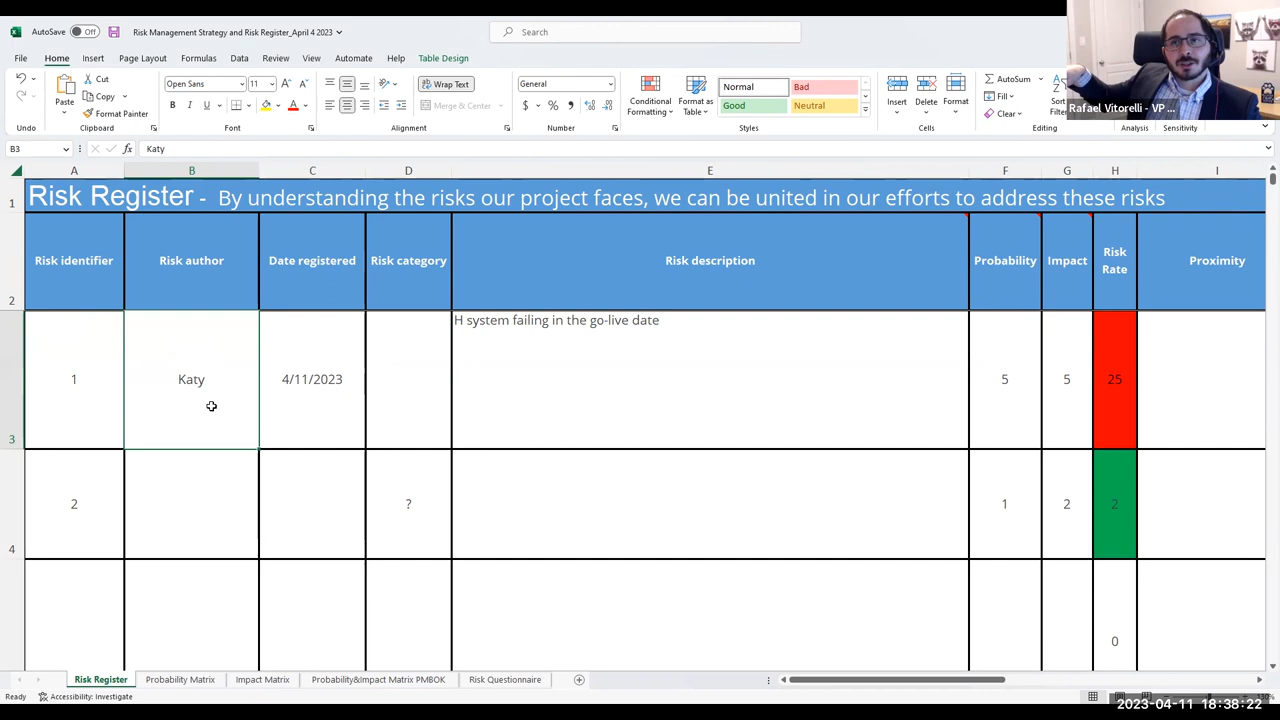 AutoSave Off Risk Management Strategy and Risk Register_April 4 2023 Search
File Home Insert Page Layout Formulas Data Review View Automate Help Table Design
Undo
Paste Cut Copy Format Painter
Clipboard
Open Sans 11
B I U A
Font
Wrap Text
Merge & Center
Alignment
General
$ % 9
Number
Conditional Formatting
Format as Table
Normal Bad
Good Neutral
Styles
Insert Delete Format
Cells
AutoSum
Fill
Clear
Sort
Editing
Analysis
Sensitivity
Rafael Vitorelli - VP ...
B3 fx Katy
A B C D E F G H I
1 Risk Register - By understanding the risks our project faces, we can be united in our efforts to address these risks
2 Risk identifier Risk author Date registered Risk category Risk description Probability Impact Risk Rate Proximity
H system failing in the go-live date
3 1 Katy 4/11/2023 5 5 25
4 2 ? 1 2 2
0
Risk Register Probability Matrix Impact Matrix Probability&Impact Matrix PMBOK Risk Questionnaire
Ready Accessibility: Investigate
2023-04-11 18:38:22